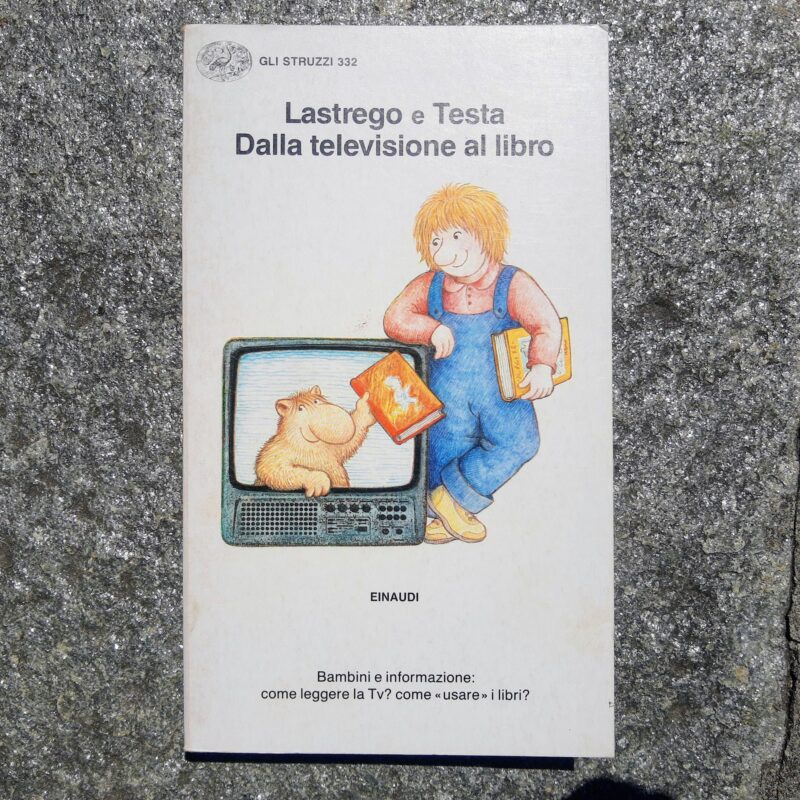 GLI STRUZZI 332
Lastrego e Testa
Dalla televisione al libro
EINAUDI
Bambini e informazione:
come leggere la Tv? come «usare» i libri?